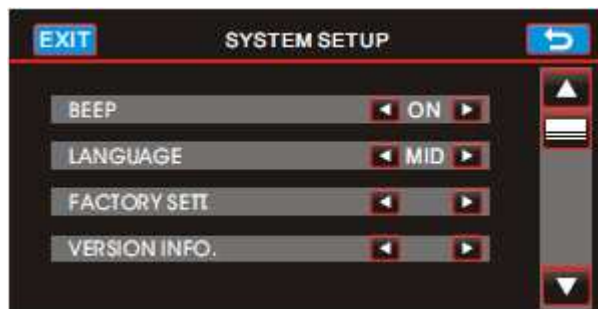 EXIT SYSTEM SETUP
BEEP ON
LANGUAGE MID
FACTORY SETT
VERSION INFO.